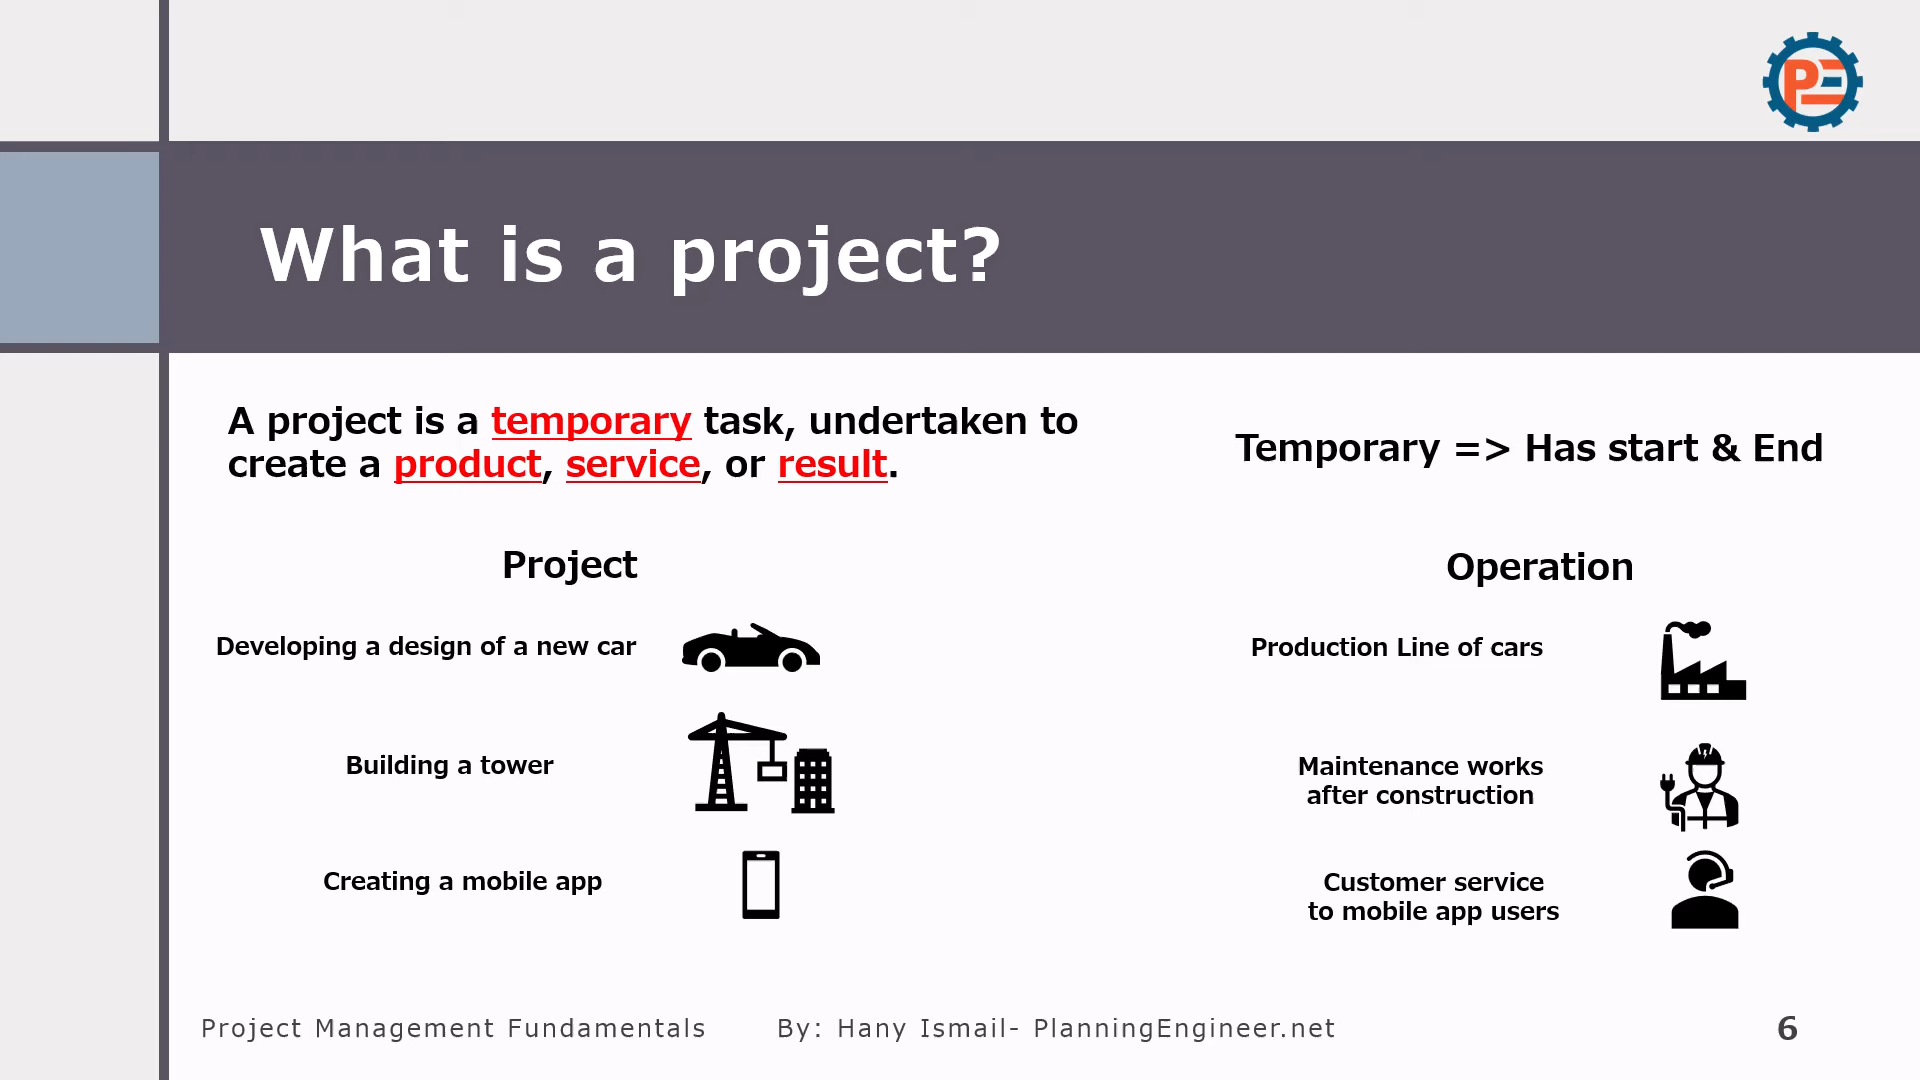 PE
What is a project?
A project is a temporary task, undertaken to
create a product, service, or result.
Temporary => Has start & End
Project
Operation
Developing a design of a new car
Production Line of cars
Building a tower
Maintenance works
after construction
Creating a mobile app
Customer service
to mobile app users
Project Management Fundamentals
By: Hany Ismail- PlanningEngineer.net
6